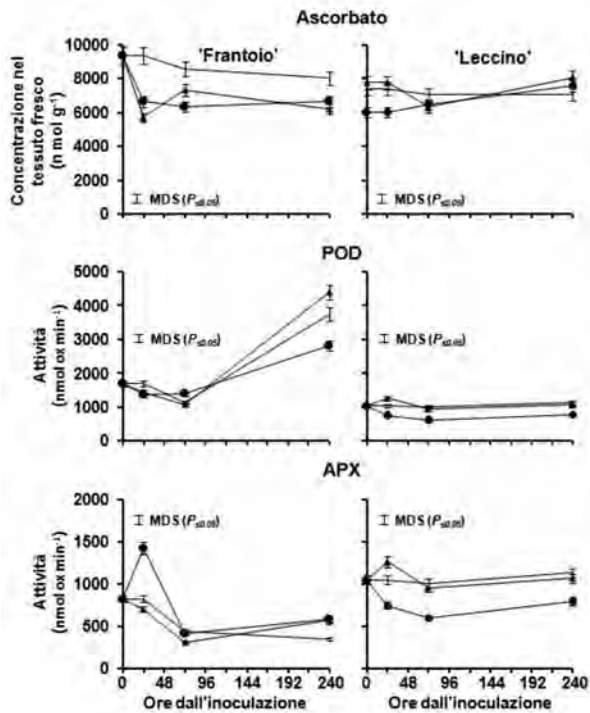 Ascorbato
'Frantoio'
'Leccino'
Concentrazione nel
tessuto fresco
(n mol g⁻¹)
10000
8000
6000
4000
2000
0
MDS (P≤0.05)
MDS (P≤0.05)
POD
Attività
(nmol ox min⁻¹)
5000
4000
3000
2000
1000
0
MDS (P≤0.05)
MDS (P≤0.05)
APX
Attività
(nmol ox min⁻¹)
2000
1500
1000
500
0
MDS (P≤0.05)
MDS (P≤0.05)
0 48 96 144 192 240
0 48 96 144 192 240
Ore dall'inoculazione
Ore dall'inoculazione